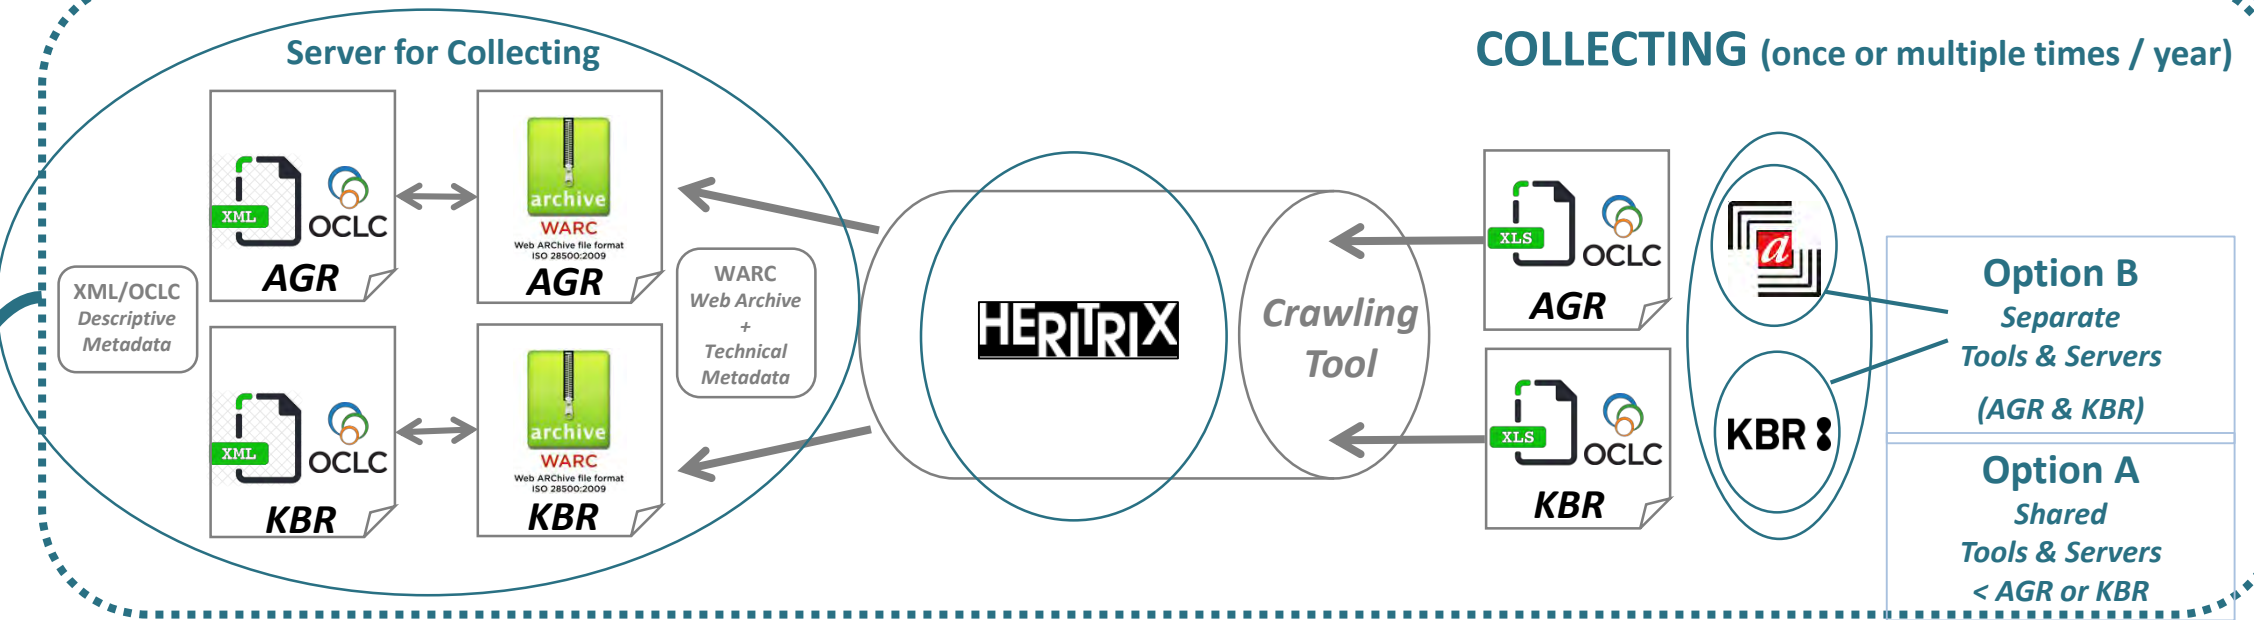 Server for Collecting
COLLECTING (once or multiple times / year)
XML
OCLC
AGR
archive
WARC
Web ARChive file format
ISO 28500:2009
AGR
XML/OCLC
Descriptive
Metadata
WARC
Web Archive
+
Technical
Metadata
XML
OCLC
KBR
archive
WARC
Web ARChive file format
ISO 28500:2009
KBR
HERITRIX
Crawling
Tool
XLS
OCLC
AGR
XLS
OCLC
KBR
a
KBR
Option B
Separate
Tools & Servers
(AGR & KBR)
Option A
Shared
Tools & Servers
< AGR or KBR